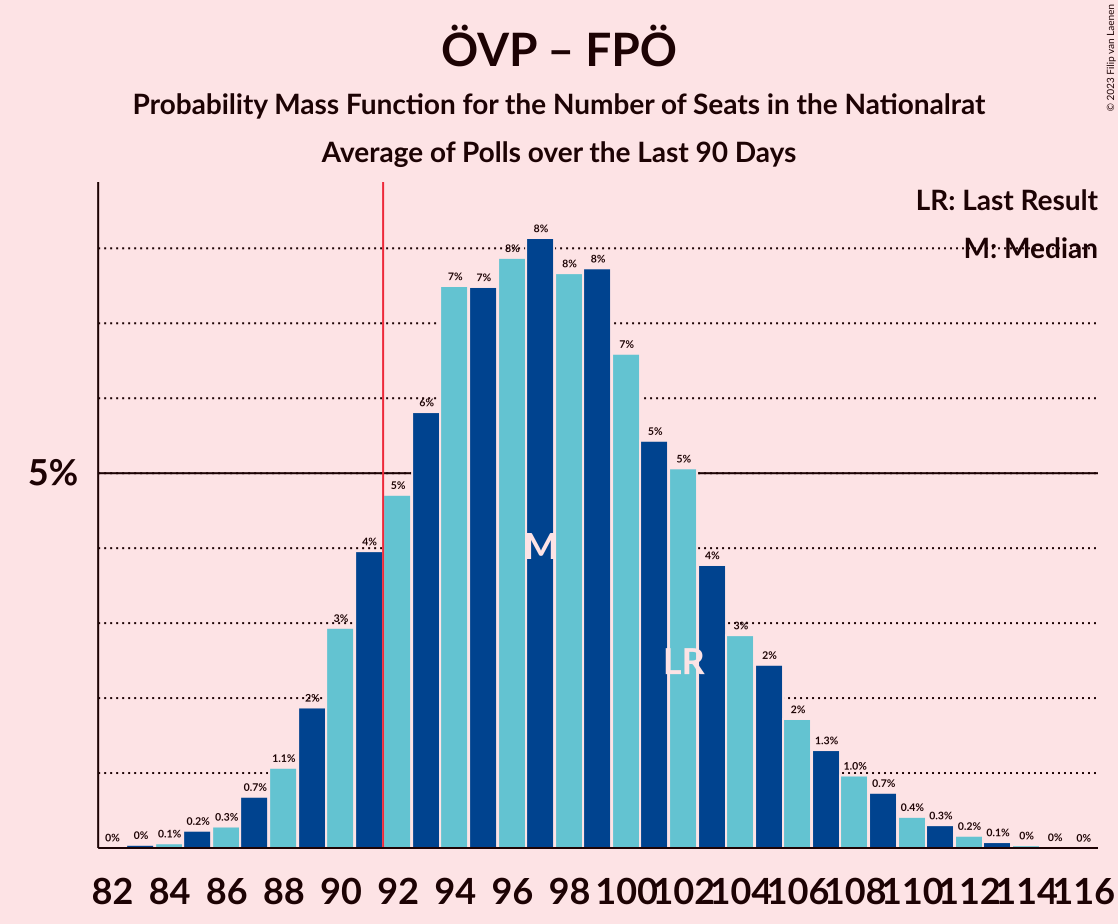 ÖVP – FPÖ
Probability Mass Function for the Number of Seats in the Nationalrat
Average of Polls over the Last 90 Days
© 2023 Filip van Laenen
LR: Last Result
M: Median
5%
0% 0% 0.1% 0.2% 0.3% 0.7% 1.1% 2% 3% 4% 5% 6% 7% 7% 8% 8% 8% 8% 7% 5% 5% 4% 3% 2% 2% 1.3% 1.0% 0.7% 0.4% 0.3% 0.2% 0.1% 0% 0% 0%
M
LR
82 84 86 88 90 92 94 96 98 100 102 104 106 108 110 112 114 116